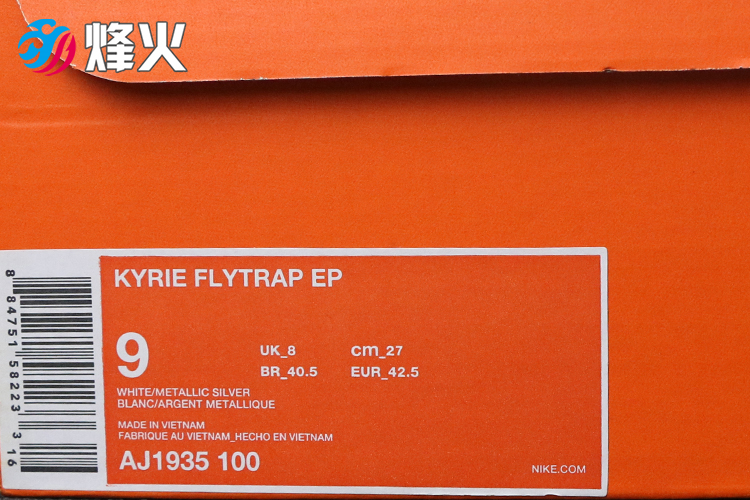 烽火
KYRIE FLYTRAP EP
9
UK_8 cm_27
BR_40.5 EUR_42.5
WHITE/METALLIC SILVER
BLANC/ARGENT METALLIQUE
MADE IN VIETNAM
FABRIQUE AU VIETNAM_HECHO EN VIETNAM
AJ1935 100
NIKE.COM
8 84751 58223 3 16